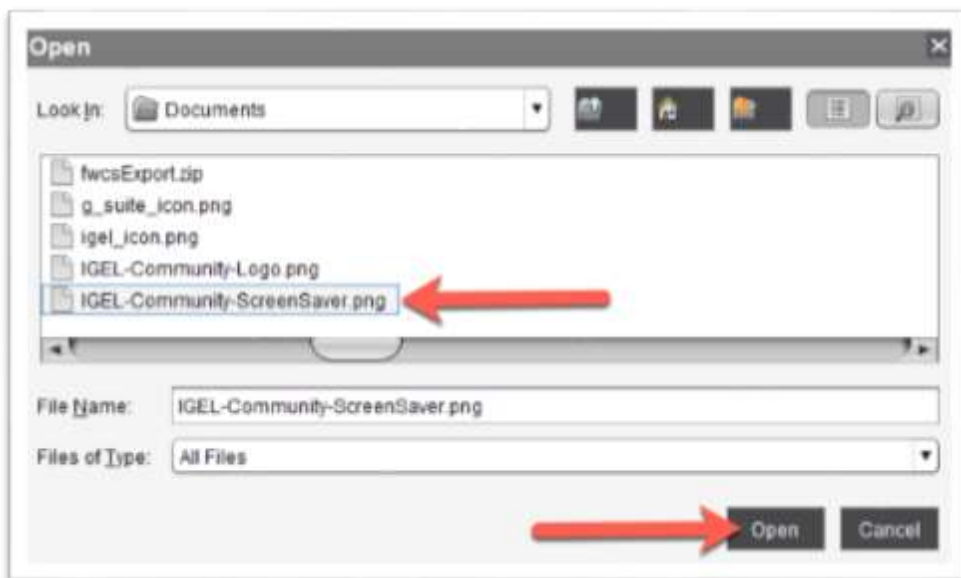 Open
Look In: Documents
fwcsExport.zip
g_suite_icon.png
igel_icon.png
IGEL-Community-Logo.png
IGEL-Community-ScreenSaver.png
File Name: IGEL-Community-ScreenSaver.png
Files of Type: All Files
Open Cancel